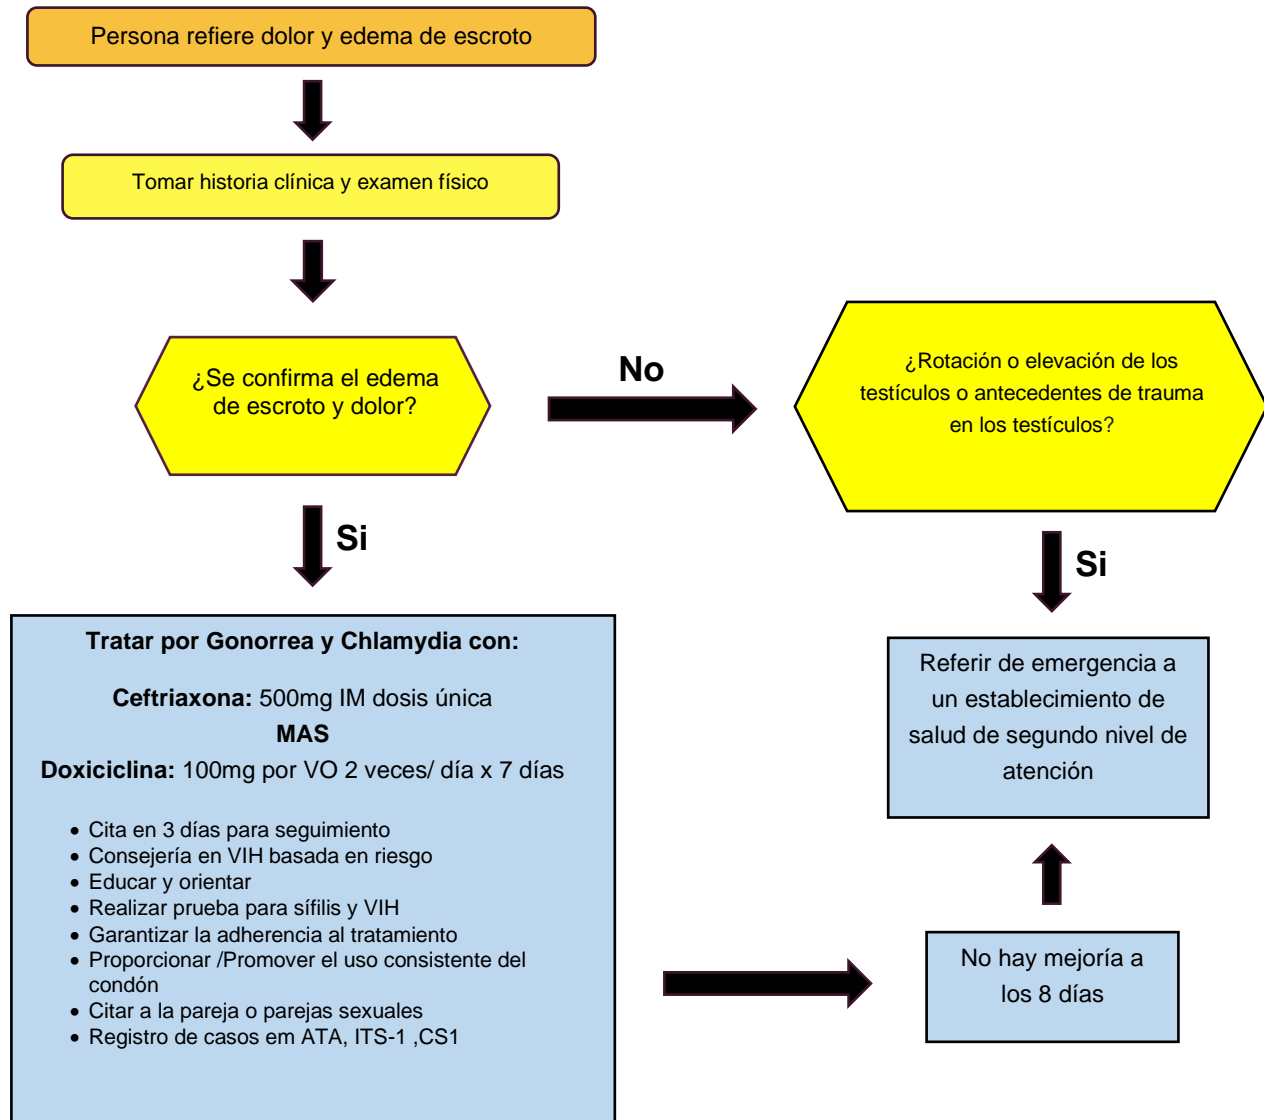 Persona refiere dolor y edema de escroto
Tomar historia clínica y examen físico
¿Se confirma el edema
de escroto y dolor?
No
¿Rotación o elevación de los
testículos o antecedentes de trauma
en los testículos?
Si
Si
Tratar por Gonorrea y Chlamydia con:
Ceftriaxona: 500mg IM dosis única
MAS
Doxiciclina: 100mg por VO 2 veces/ día x 7 días
• Cita en 3 días para seguimiento
• Consejería en VIH basada en riesgo
• Educar y orientar
• Realizar prueba para sífilis y VIH
• Garantizar la adherencia al tratamiento
• Proporcionar /Promover el uso consistente del
condón
• Citar a la pareja o parejas sexuales
• Registro de casos em ATA, ITS-1 ,CS1
Referir de emergencia a
un establecimiento de
salud de segundo nivel de
atención
No hay mejoría a
los 8 días